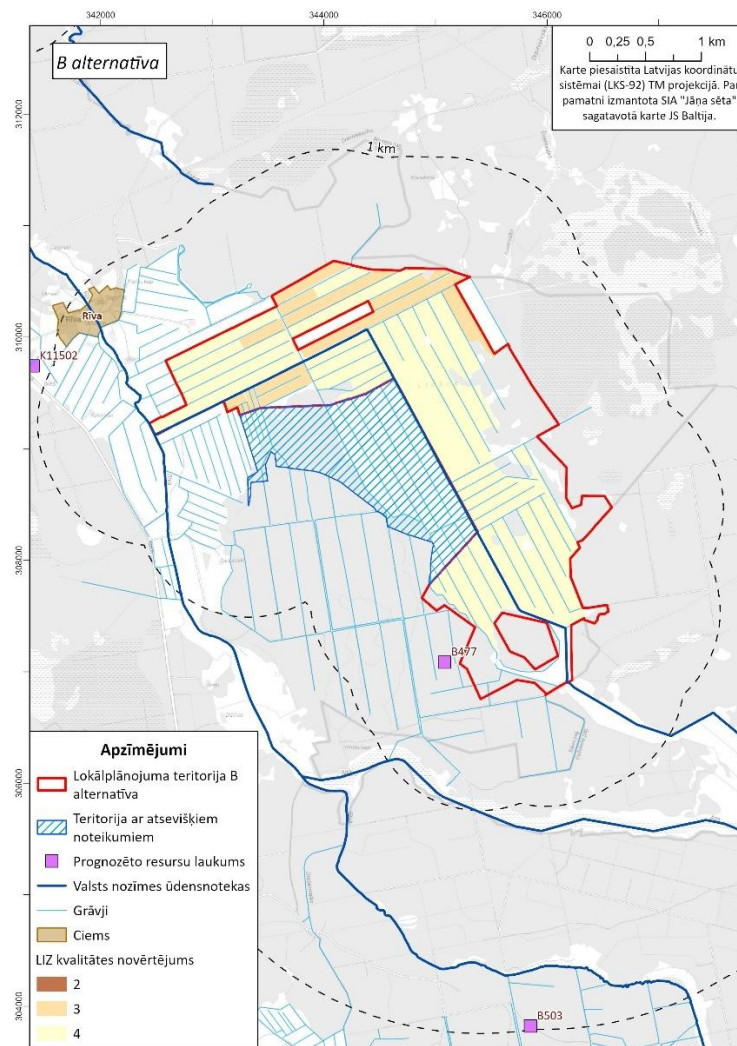 342000
344000
346000
B alternatīva
0 0,25 0,5 1 km
Karte piesaistīta Latvijas koordinātu
sistēmai (LKS-92) TM projekcijā. Par
pamatni izmantota SIA "Jāņa sēta"
sagatavotā karte JS Baltija.
312000
1 km
Rīva
310000
K11502
308000
B477
306000
Apzīmējumi
Lokālplānojuma teritorija B
alternatīva
Teritorija ar atsevišķiem
noteikumiem
Prognozēto resursu laukums
Valsts nozīmes ūdensnotekas
Grāvji
Ciems
LIZ kvalitātes novērtējums
2
3
4
304000
B503